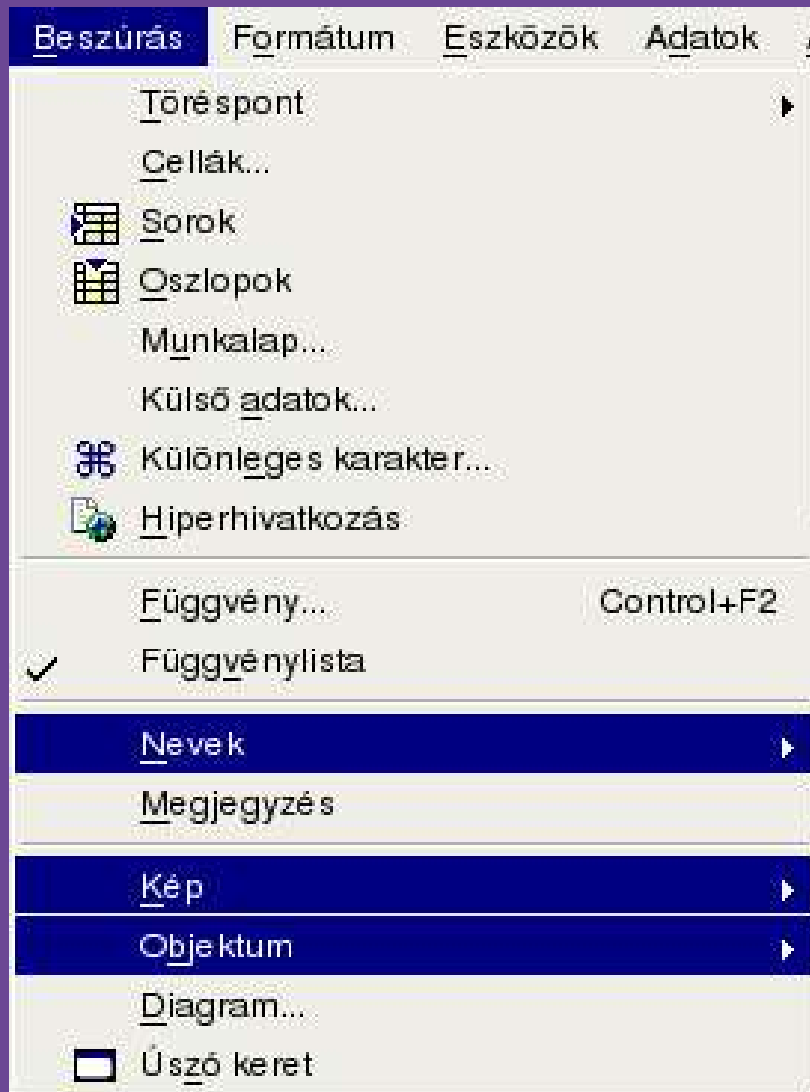 Beszúrás Formátum Eszközök Adatok
Töréspont
Cellák...
Sorok
Oszlopok
Munkalap...
Külső adatok...
Különleges karakter...
Hiperhivatkozás
Függvény... Control+F2
Függvénylista
Nevek
Megjegyzés
Kép
Objektum
Diagram...
Úszó keret